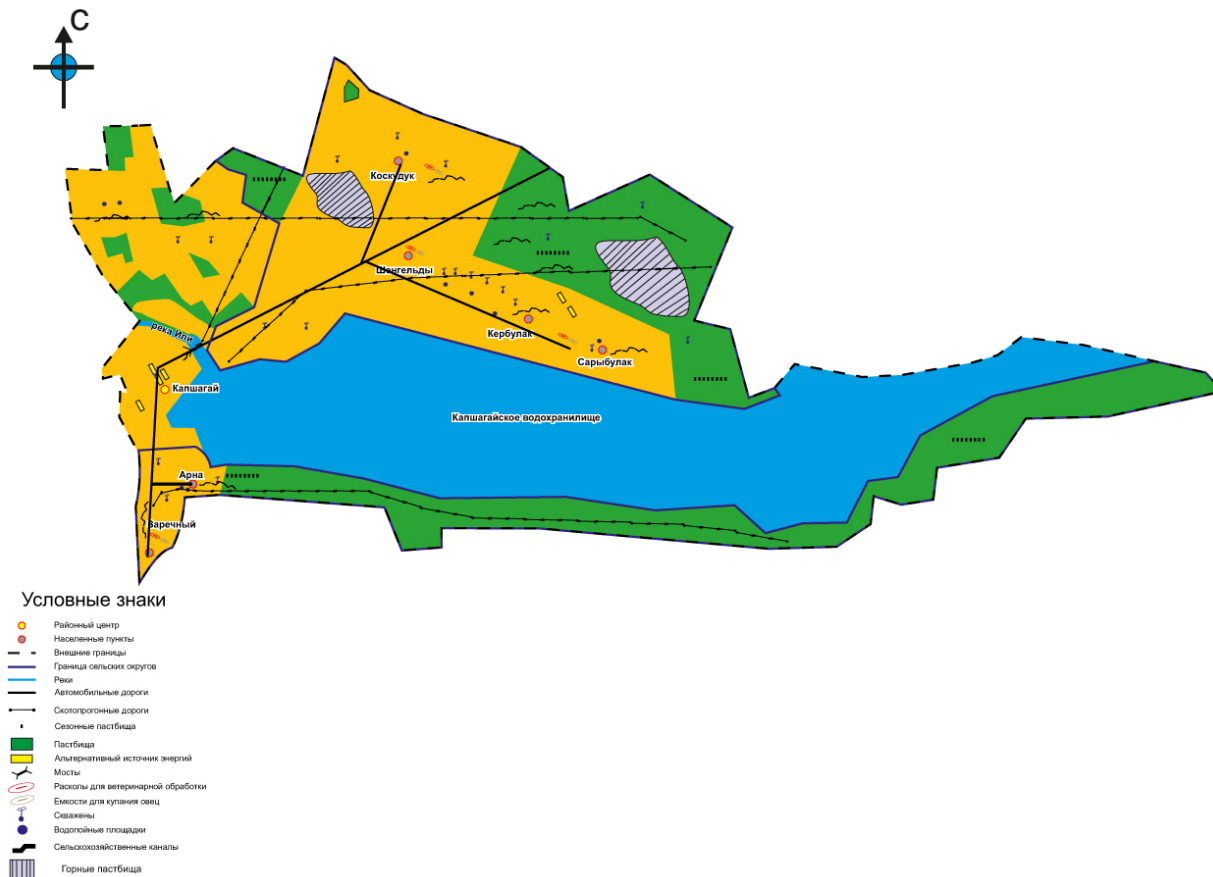 С
Коскудук
Шенгельды
река Или
Кербулак
Сарыбулак
Капшагай
Капшагайское водохранилище
Арна
Заречный
Условные знаки
Районный центр
Населенные пункты
Внешние границы
Граница сельских округов
Реки
Автомобильные дороги
Скотопрогонные дороги
Сезонные пастбища
Пастбища
Альтернативный источник энергий
Мосты
Расколы для ветеринарной обработки
Емкости для купания овец
Скважены
Водопойные площадки
Сельскохозяйственные каналы
Горные пастбища